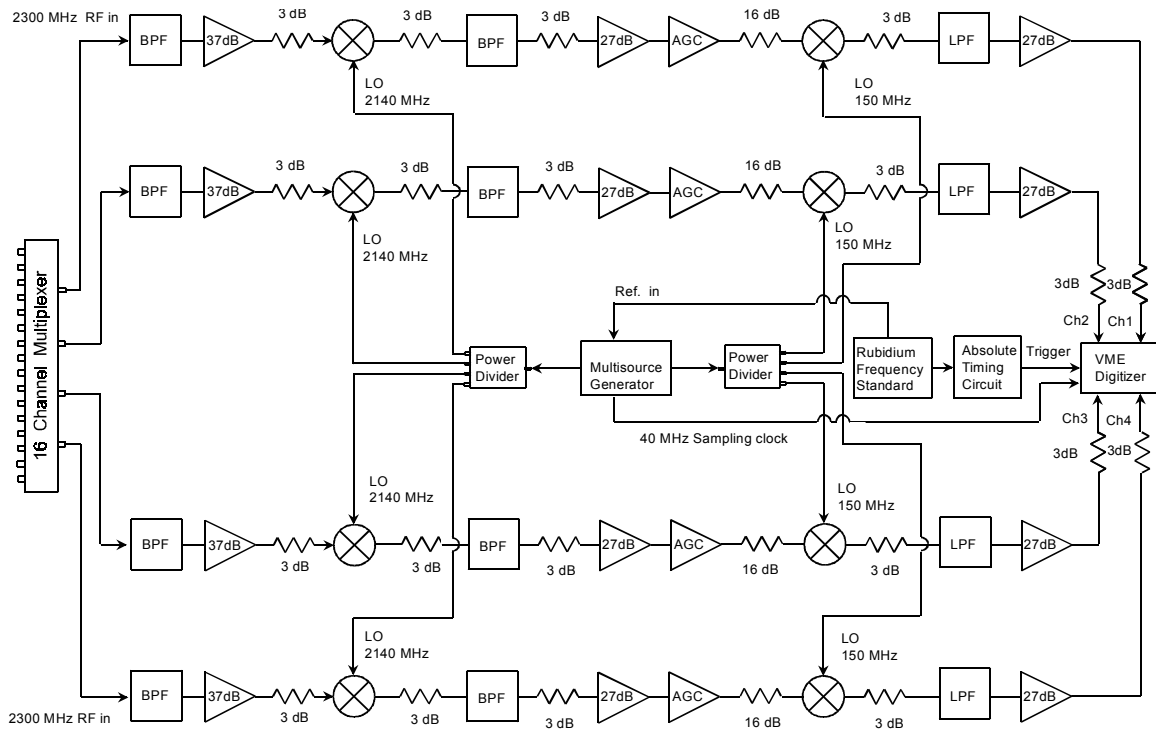 2300 MHz RF in
3 dB
3 dB
3 dB
16 dB
3 dB
BPF
37dB
BPF
27dB
AGC
LPF
27dB
LO
2140 MHz
LO
150 MHz
3 dB
3 dB
3 dB
16 dB
3 dB
BPF
37dB
BPF
27dB
AGC
LPF
27dB
LO
2140 MHz
LO
150 MHz
16 Channel Multiplexer
Ref. in
3dB
3dB
Ch2
Ch1
Power
Divider
Multisource
Generator
Power
Divider
Rubidium
Frequency
Standard
Absolute
Timing
Circuit
Trigger
VME
Digitizer
40 MHz Sampling clock
Ch3
Ch4
3dB
3dB
LO
2140 MHz
LO
150 MHz
BPF
37dB
BPF
27dB
AGC
LPF
27dB
3 dB
3 dB
3 dB
16 dB
3 dB
LO
2140 MHz
LO
150 MHz
BPF
37dB
BPF
27dB
AGC
LPF
27dB
2300 MHz RF in
3 dB
3 dB
3 dB
16 dB
3 dB